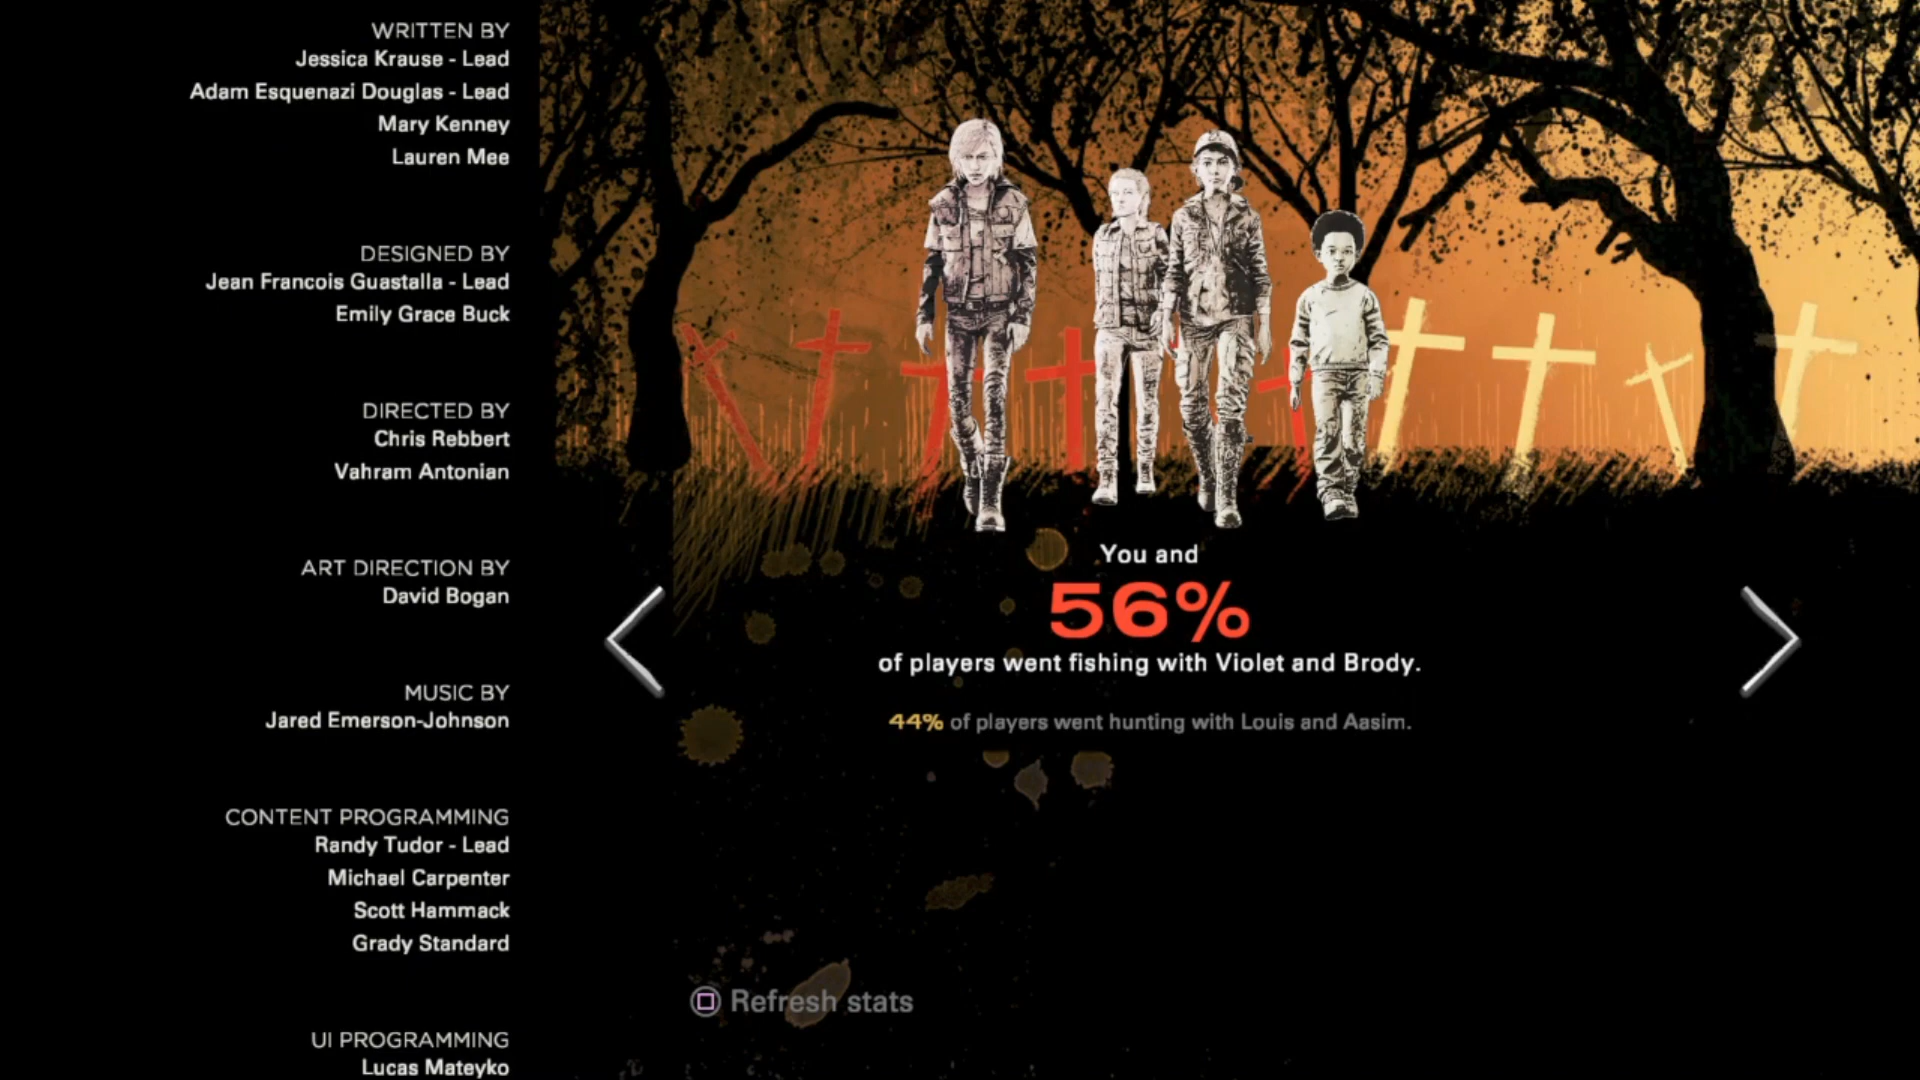 WRITTEN BY
Jessica Krause - Lead
Adam Esquenazi Douglas - Lead
Mary Kenney
Lauren Mee
DESIGNED BY
Jean Francois Guastalla - Lead
Emily Grace Buck
DIRECTED BY
Chris Rebbert
Vahram Antonian
ART DIRECTION BY
David Bogan
MUSIC BY
Jared Emerson-Johnson
CONTENT PROGRAMMING
Randy Tudor - Lead
Michael Carpenter
Scott Hammack
Grady Standard
UI PROGRAMMING
Lucas Mateyko
You and
56%
of players went fishing with Violet and Brody.
44% of players went hunting with Louis and Aasim.
Refresh stats